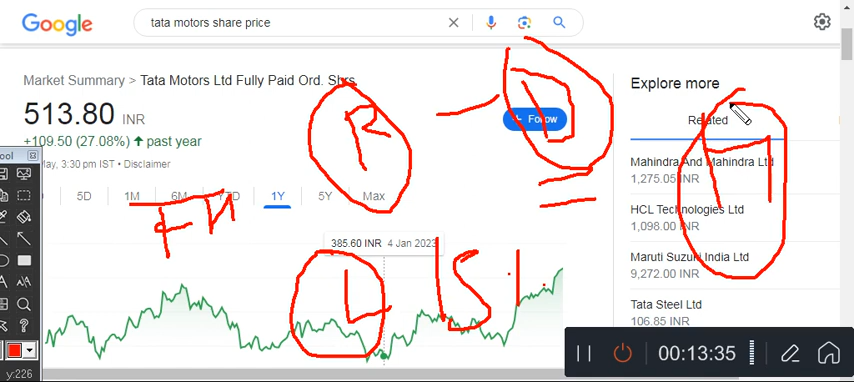 Google
tata motors share price
Market Summary > Tata Motors Ltd Fully Paid Ord. Shrs
513.80 INR
+109.50 (27.08%) ↑ past year
May, 3:30 pm IST • Disclaimer
Follow
5D 1M 6M YTD 1Y 5Y Max
385.60 INR 4 Jan 2023
Explore more
Related
Mahindra And Mahindra Ltd
1,275.05 INR
HCL Technologies Ltd
1,098.00 INR
Maruti Suzuki India Ltd
9,272.00 INR
Tata Steel Ltd
106.85 INR
ool
y:226
00:13:35
R
D
L